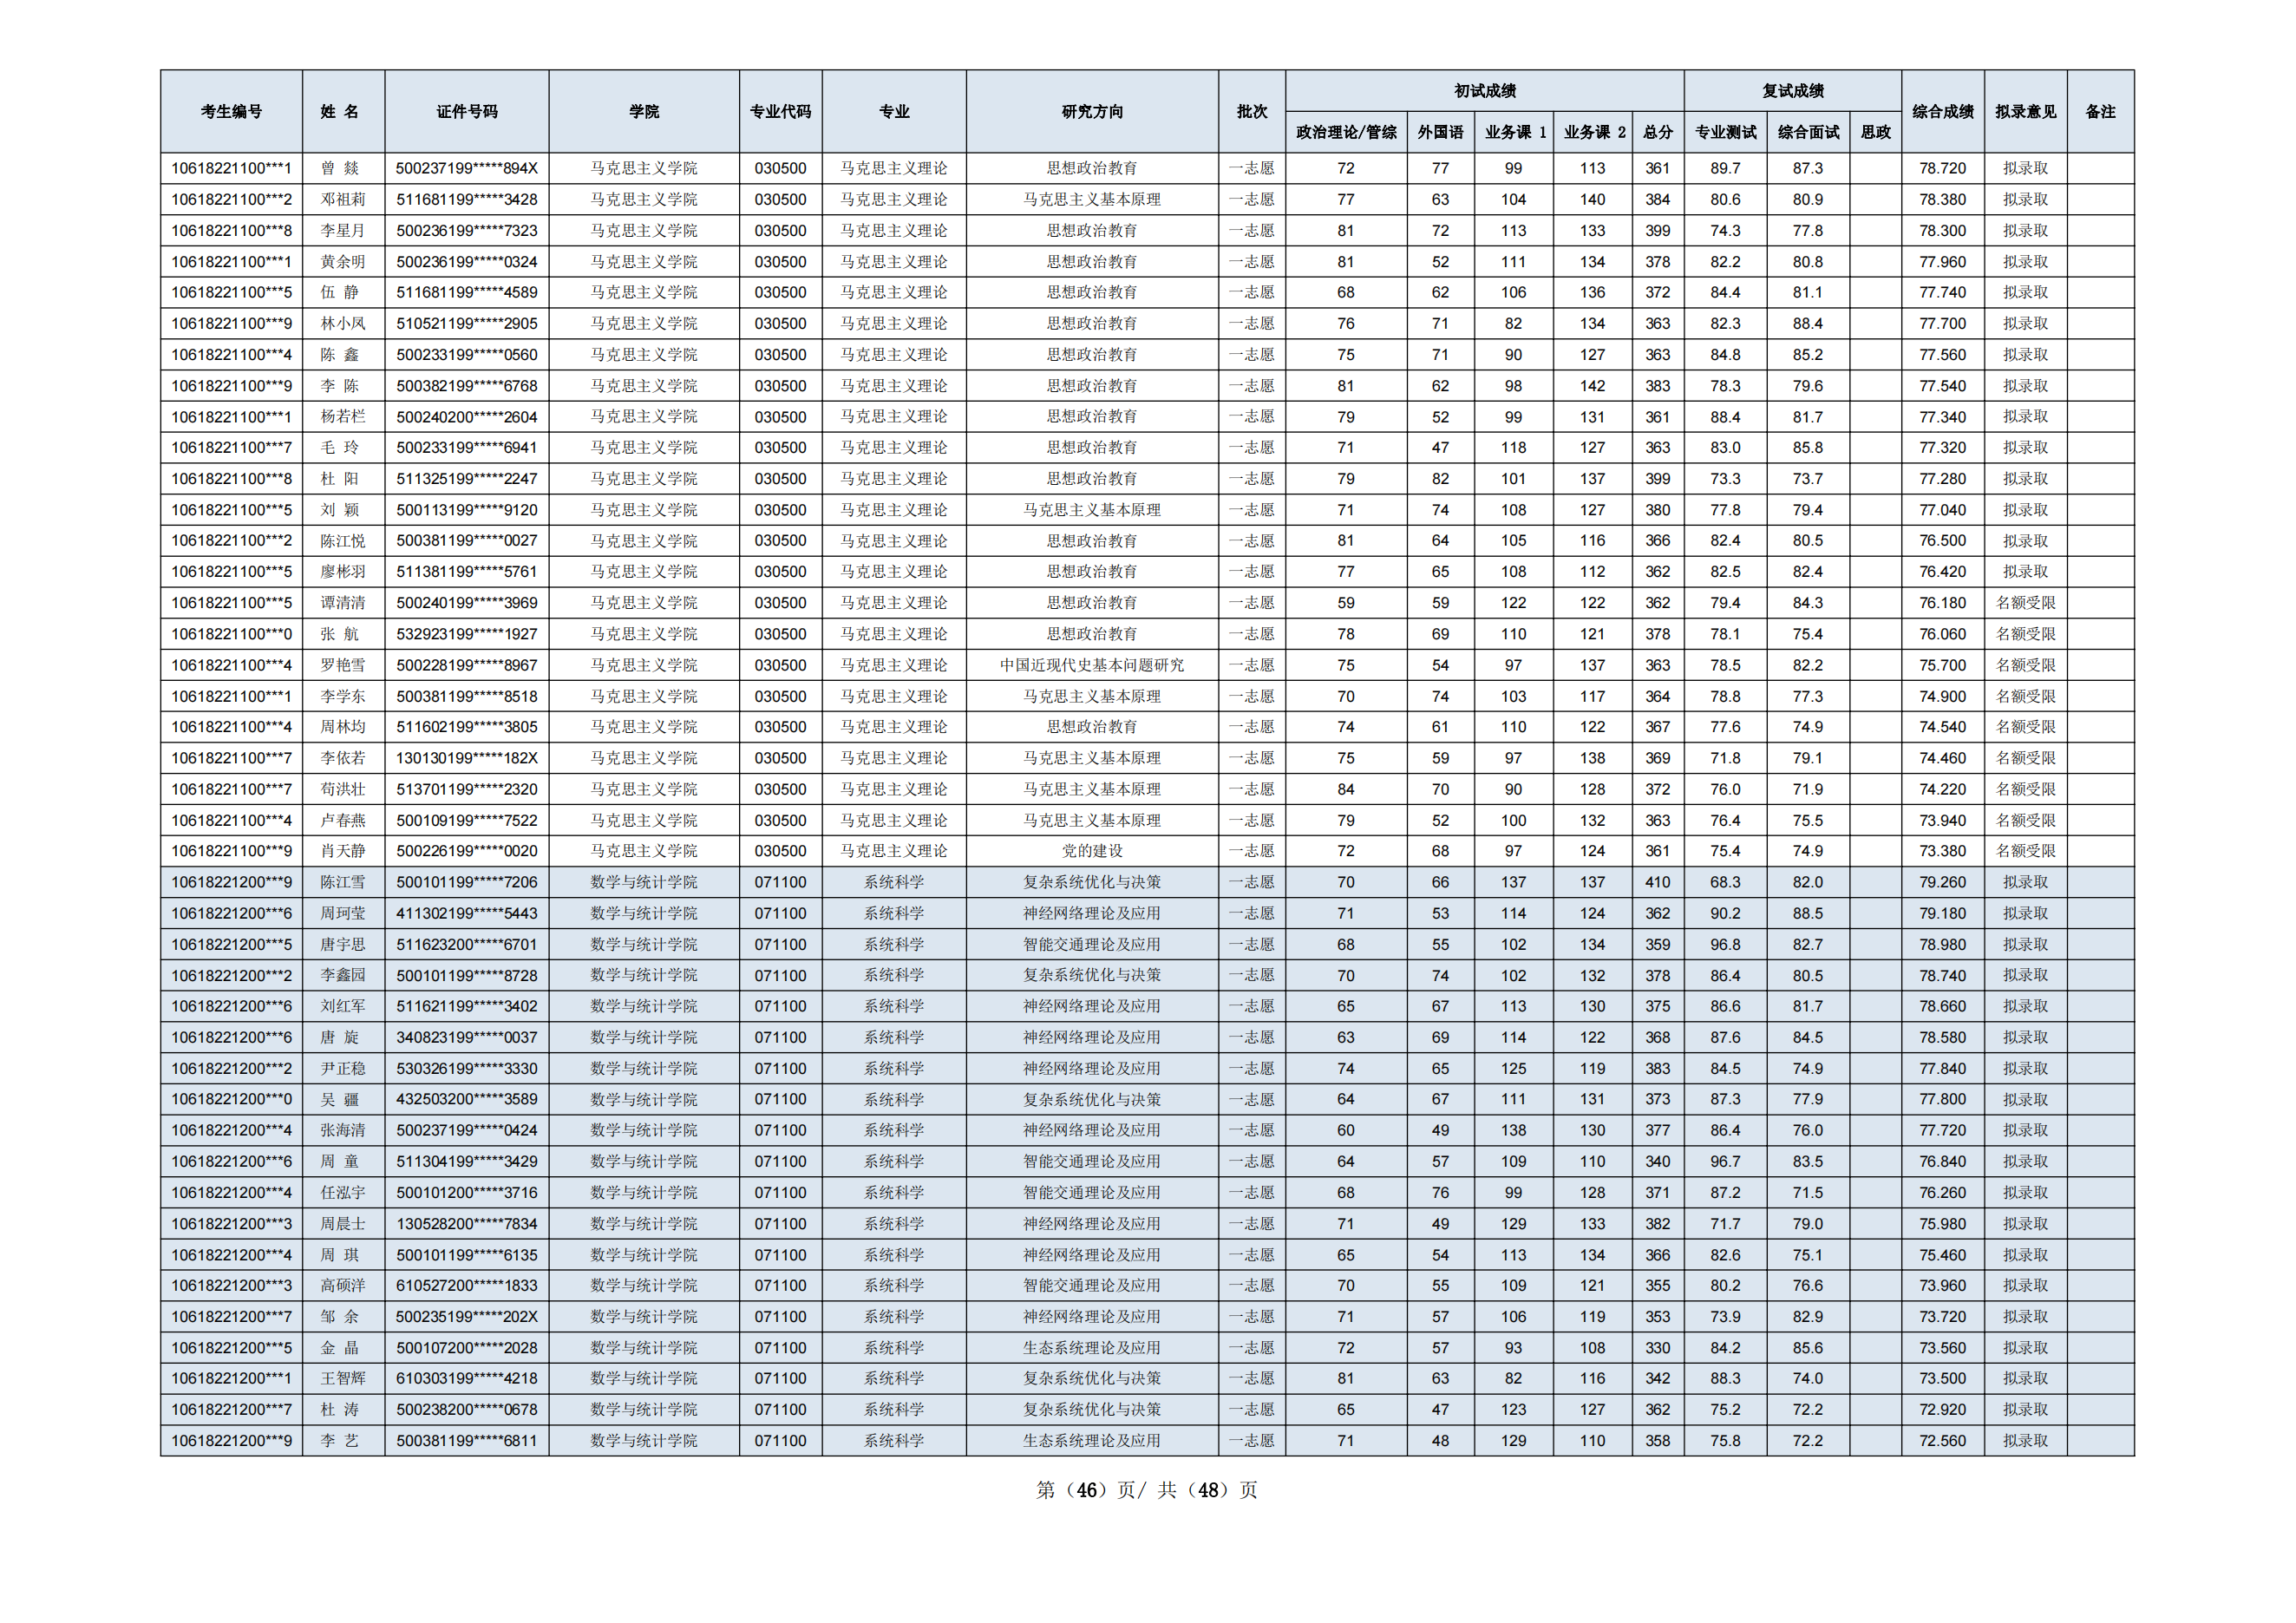 考生编号 姓 名 证件号码 学院 专业代码 专业 研究方向 批次 初试成绩 复试成绩 综合成绩 拟录意见 备注
政治理论/管综 外国语 业务课 1 业务课 2 总分 专业测试 综合面试 思政
10618221100***1 曾 燚 500237199*****894X 马克思主义学院 030500 马克思主义理论 思想政治教育 一志愿 72 77 99 113 361 89.7 87.3 78.720 拟录取
10618221100***2 邓祖莉 511681199*****3428 马克思主义学院 030500 马克思主义理论 马克思主义基本原理 一志愿 77 63 104 140 384 80.6 80.9 78.380 拟录取
10618221100***8 李星月 500236199*****7323 马克思主义学院 030500 马克思主义理论 思想政治教育 一志愿 81 72 113 133 399 74.3 77.8 78.300 拟录取
10618221100***1 黄余明 500236199*****0324 马克思主义学院 030500 马克思主义理论 思想政治教育 一志愿 81 52 111 134 378 82.2 80.8 77.960 拟录取
10618221100***5 伍 静 511681199*****4589 马克思主义学院 030500 马克思主义理论 思想政治教育 一志愿 68 62 106 136 372 84.4 81.1 77.740 拟录取
10618221100***9 林小凤 510521199*****2905 马克思主义学院 030500 马克思主义理论 思想政治教育 一志愿 76 71 82 134 363 82.3 88.4 77.700 拟录取
10618221100***4 陈 鑫 500233199*****0560 马克思主义学院 030500 马克思主义理论 思想政治教育 一志愿 75 71 90 127 363 84.8 85.2 77.560 拟录取
10618221100***9 李 陈 500382199*****6768 马克思主义学院 030500 马克思主义理论 思想政治教育 一志愿 81 62 98 142 383 78.3 79.6 77.540 拟录取
10618221100***1 杨若栏 500240200*****2604 马克思主义学院 030500 马克思主义理论 思想政治教育 一志愿 79 52 99 131 361 88.4 81.7 77.340 拟录取
10618221100***7 毛 玲 500233199*****6941 马克思主义学院 030500 马克思主义理论 思想政治教育 一志愿 71 47 118 127 363 83.0 85.8 77.320 拟录取
10618221100***8 杜 阳 511325199*****2247 马克思主义学院 030500 马克思主义理论 思想政治教育 一志愿 79 82 101 137 399 73.3 73.7 77.280 拟录取
10618221100***5 刘 颖 500113199*****9120 马克思主义学院 030500 马克思主义理论 马克思主义基本原理 一志愿 71 74 108 127 380 77.8 79.4 77.040 拟录取
10618221100***2 陈江悦 500381199*****0027 马克思主义学院 030500 马克思主义理论 思想政治教育 一志愿 81 64 105 116 366 82.4 80.5 76.500 拟录取
10618221100***5 廖彬羽 511381199*****5761 马克思主义学院 030500 马克思主义理论 思想政治教育 一志愿 77 65 108 112 362 82.5 82.4 76.420 拟录取
10618221100***5 谭清清 500240199*****3969 马克思主义学院 030500 马克思主义理论 思想政治教育 一志愿 59 59 122 122 362 79.4 84.3 76.180 名额受限
10618221100***0 张 航 532923199*****1927 马克思主义学院 030500 马克思主义理论 思想政治教育 一志愿 78 69 110 121 378 78.1 75.4 76.060 名额受限
10618221100***4 罗艳雪 500228199*****8967 马克思主义学院 030500 马克思主义理论 中国近现代史基本问题研究 一志愿 75 54 97 137 363 78.5 82.2 75.700 名额受限
10618221100***1 李学东 500381199*****8518 马克思主义学院 030500 马克思主义理论 马克思主义基本原理 一志愿 70 74 103 117 364 78.8 77.3 74.900 名额受限
10618221100***4 周林均 511602199*****3805 马克思主义学院 030500 马克思主义理论 思想政治教育 一志愿 74 61 110 122 367 77.6 74.9 74.540 名额受限
10618221100***7 李依若 130130199*****182X 马克思主义学院 030500 马克思主义理论 马克思主义基本原理 一志愿 75 59 97 138 369 71.8 79.1 74.460 名额受限
10618221100***7 苟洪壮 513701199*****2320 马克思主义学院 030500 马克思主义理论 马克思主义基本原理 一志愿 84 70 90 128 372 76.0 71.9 74.220 名额受限
10618221100***4 卢春燕 500109199*****7522 马克思主义学院 030500 马克思主义理论 马克思主义基本原理 一志愿 79 52 100 132 363 76.4 75.5 73.940 名额受限
10618221100***9 肖天静 500226199*****0020 马克思主义学院 030500 马克思主义理论 党的建设 一志愿 72 68 97 124 361 75.4 74.9 73.380 名额受限
10618221200***9 陈江雪 500101199*****7206 数学与统计学院 071100 系统科学 复杂系统优化与决策 一志愿 70 66 137 137 410 68.3 82.0 79.260 拟录取
10618221200***6 周珂莹 411302199*****5443 数学与统计学院 071100 系统科学 神经网络理论及应用 一志愿 71 53 114 124 362 90.2 88.5 79.180 拟录取
10618221200***5 唐宇思 511623200*****6701 数学与统计学院 071100 系统科学 智能交通理论及应用 一志愿 68 55 102 134 359 96.8 82.7 78.980 拟录取
10618221200***2 李鑫园 500101199*****8728 数学与统计学院 071100 系统科学 复杂系统优化与决策 一志愿 70 74 102 132 378 86.4 80.5 78.740 拟录取
10618221200***6 刘红军 511621199*****3402 数学与统计学院 071100 系统科学 神经网络理论及应用 一志愿 65 67 113 130 375 86.6 81.7 78.660 拟录取
10618221200***6 唐 旋 340823199*****0037 数学与统计学院 071100 系统科学 神经网络理论及应用 一志愿 63 69 114 122 368 87.6 84.5 78.580 拟录取
10618221200***2 尹正稳 530326199*****3330 数学与统计学院 071100 系统科学 神经网络理论及应用 一志愿 74 65 125 119 383 84.5 74.9 77.840 拟录取
10618221200***0 吴 疆 432503200*****3589 数学与统计学院 071100 系统科学 复杂系统优化与决策 一志愿 64 67 111 131 373 87.3 77.9 77.800 拟录取
10618221200***4 张海清 500237199*****0424 数学与统计学院 071100 系统科学 神经网络理论及应用 一志愿 60 49 138 130 377 86.4 76.0 77.720 拟录取
10618221200***6 周 童 511304199*****3429 数学与统计学院 071100 系统科学 智能交通理论及应用 一志愿 64 57 109 110 340 96.7 83.5 76.840 拟录取
10618221200***4 任泓宇 500101200*****3716 数学与统计学院 071100 系统科学 智能交通理论及应用 一志愿 68 76 99 128 371 87.2 71.5 76.260 拟录取
10618221200***3 周晨士 130528200*****7834 数学与统计学院 071100 系统科学 神经网络理论及应用 一志愿 71 49 129 133 382 71.7 79.0 75.980 拟录取
10618221200***4 周 琪 500101199*****6135 数学与统计学院 071100 系统科学 神经网络理论及应用 一志愿 65 54 113 134 366 82.6 75.1 75.460 拟录取
10618221200***3 高硕洋 610527200*****1833 数学与统计学院 071100 系统科学 智能交通理论及应用 一志愿 70 55 109 121 355 80.2 76.6 73.960 拟录取
10618221200***7 邹 余 500235199*****202X 数学与统计学院 071100 系统科学 神经网络理论及应用 一志愿 71 57 106 119 353 73.9 82.9 73.720 拟录取
10618221200***5 金 晶 500107200*****2028 数学与统计学院 071100 系统科学 生态系统理论及应用 一志愿 72 57 93 108 330 84.2 85.6 73.560 拟录取
10618221200***1 王智辉 610303199*****4218 数学与统计学院 071100 系统科学 复杂系统优化与决策 一志愿 81 63 82 116 342 88.3 74.0 73.500 拟录取
10618221200***7 杜 涛 500238200*****0678 数学与统计学院 071100 系统科学 复杂系统优化与决策 一志愿 65 47 123 127 362 75.2 72.2 72.920 拟录取
10618221200***9 李 艺 500381199*****6811 数学与统计学院 071100 系统科学 生态系统理论及应用 一志愿 71 48 129 110 358 75.8 72.2 72.560 拟录取
第（46）页/ 共（48）页